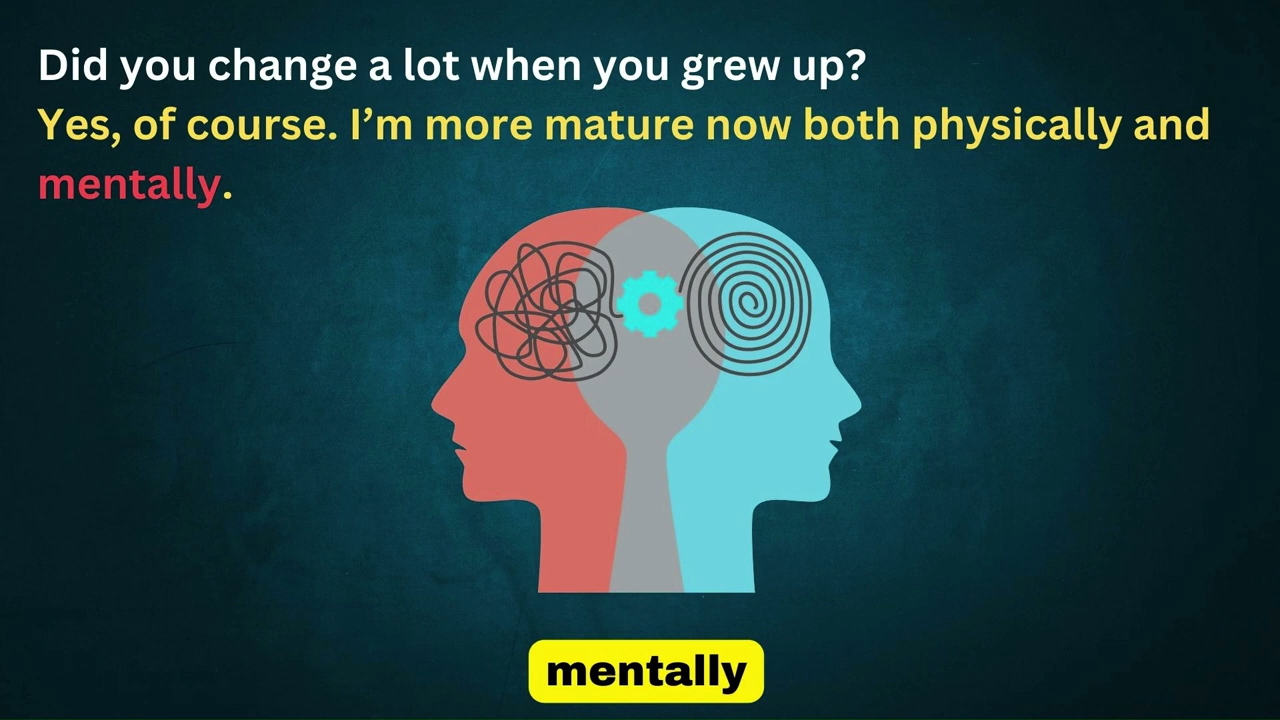 Did you change a lot when you grew up?
Yes, of course. I’m more mature now both physically and
mentally.
mentally